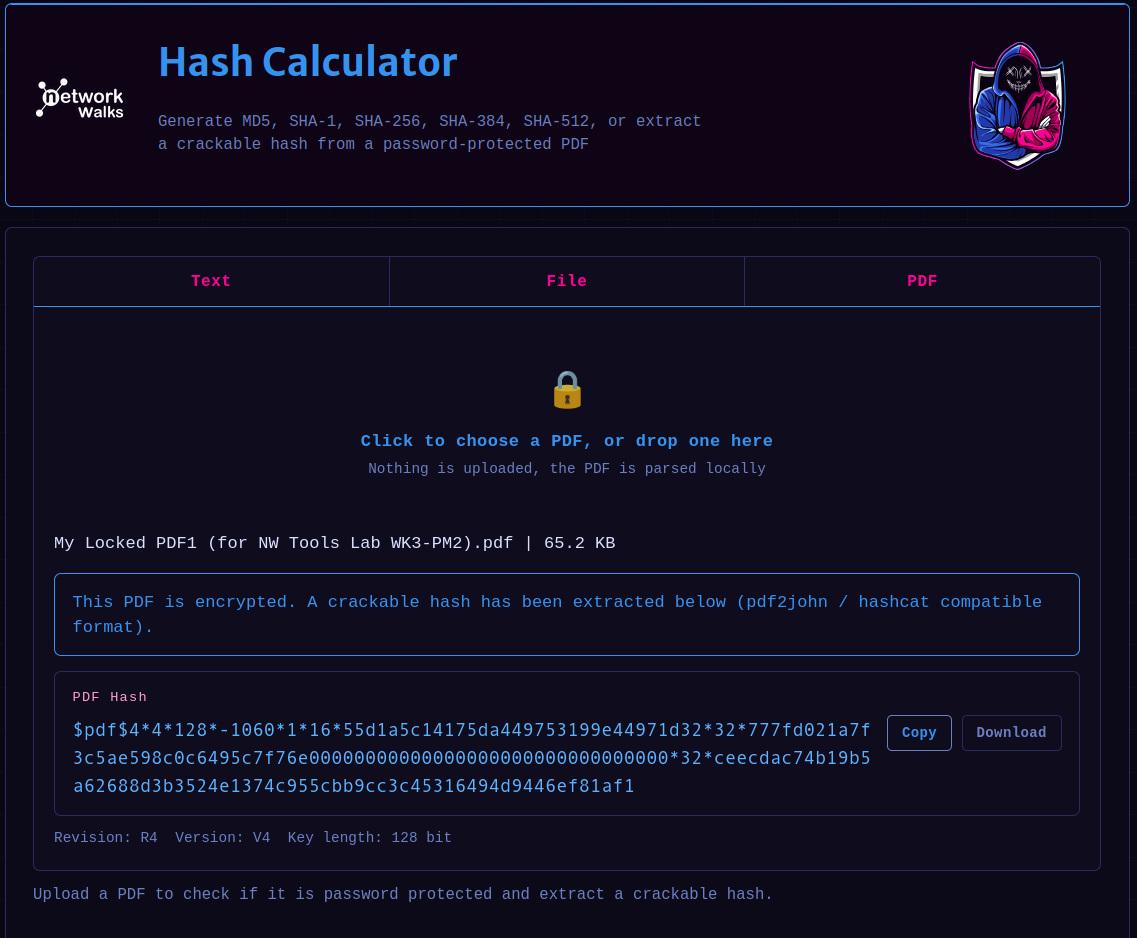 network
Walks
Hash Calculator
Generate MD5, SHA-1, SHA-256, SHA-384, SHA-512, or extract
a crackable hash from a password-protected PDF
Text
File
PDF
Click to choose a PDF, or drop one here
Nothing is uploaded, the PDF is parsed locally
My Locked PDF1 (for NW Tools Lab WK3-PM2).pdf | 65.2 KB
This PDF is encrypted. A crackable hash has been extracted below (pdf2john / hashcat compatible
format).
PDF Hash
$pdf$4*4*128*-1060*1*16*55d1a5c14175da449753199e44971d32*32*777fd021a7f
3c5ae598c0c6495c7f76e00000000000000000000000000000000*32*ceecdac74b19b5
a62688d3b3524e1374c955cbb9cc3c45316494d9446ef81af1
Copy
Download
Revision: R4 Version: V4 Key length: 128 bit
Upload a PDF to check if it is password protected and extract a crackable hash.